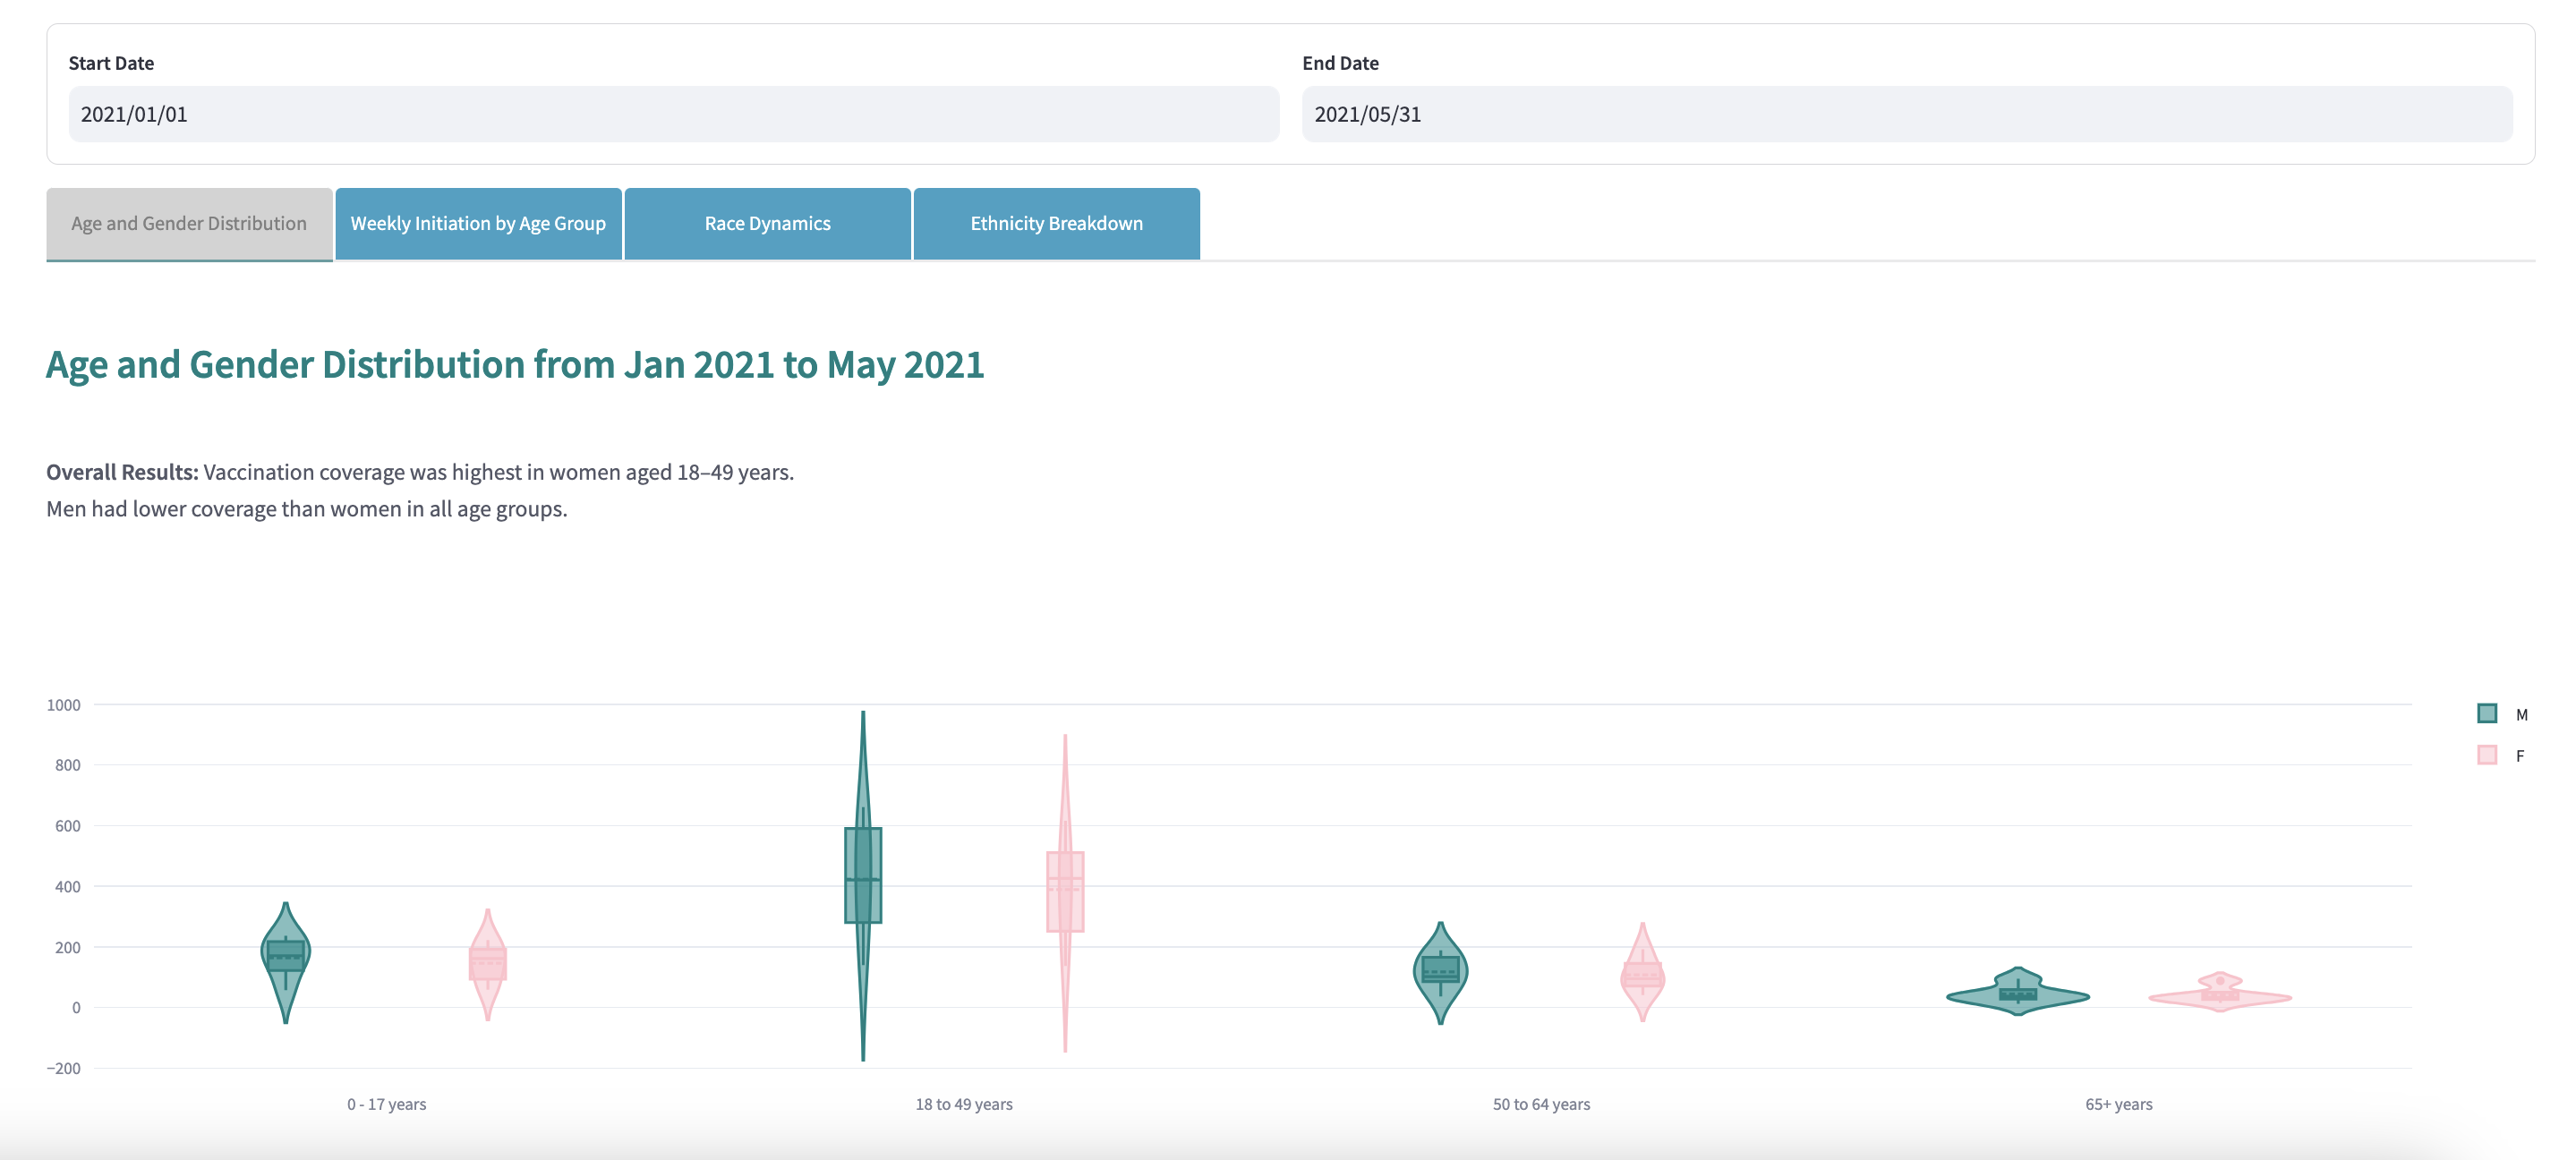 Start Date
End Date
2021/01/01
2021/05/31
Age and Gender Distribution
Weekly Initiation by Age Group
Race Dynamics
Ethnicity Breakdown
Age and Gender Distribution from Jan 2021 to May 2021
Overall Results: Vaccination coverage was highest in women aged 18–49 years.
Men had lower coverage than women in all age groups.
1000
800
600
400
200
0
−200
0 - 17 years
18 to 49 years
50 to 64 years
65+ years
M
F